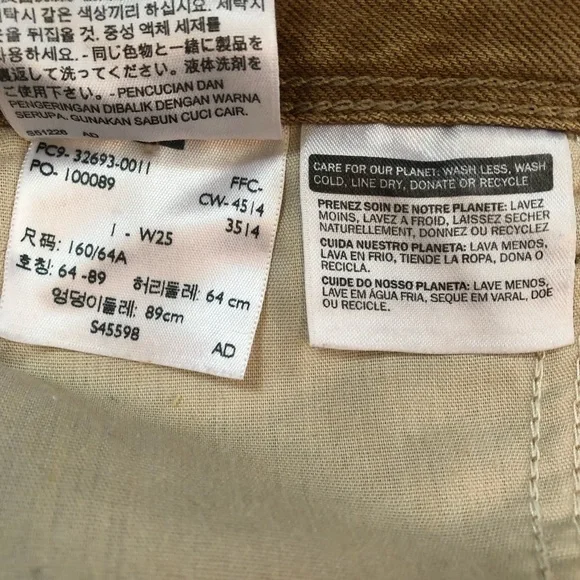 시 같은 색상끼리 하십시오. 세탁시
을 뒤집을 것. 중성 액체 세제를
용하세요. - 同じ色物と一緒に製品を
裏返して洗ってください。液体洗剤を
ご使用下さい。- PENCUCIAN DAN
PENGERINGAN DIBALIK DENGAN WARNA
SERUPA. GUNAKAN SABUN CUCI CAIR.
S51226 AD
PC9- 32693-0011
PO- 100089
FFC-
CW- 4514
3514
I - W25
尺码: 160/64A
호칭: 64 -89
허리둘레: 64 cm
엉덩이둘레: 89cm
S45598
AD
CARE FOR OUR PLANET: WASH LESS, WASH
COLD, LINE DRY, DONATE OR RECYCLE
PRENEZ SOIN DE NOTRE PLANETE: LAVEZ
MOINS, LAVEZ A FROID, LAISSEZ SECHER
NATURELLEMENT, DONNEZ OU RECYCLEZ
CUIDA NUESTRO PLANETA: LAVA MENOS,
LAVA EN FRIO, TIENDE LA ROPA, DONA O
RECICLA.
CUIDE DO NOSSO PLANETA: LAVE MENOS,
LAVE EM ÁGUA FRIA, SEQUE EM VARAL, DOE
OU RECICLE.